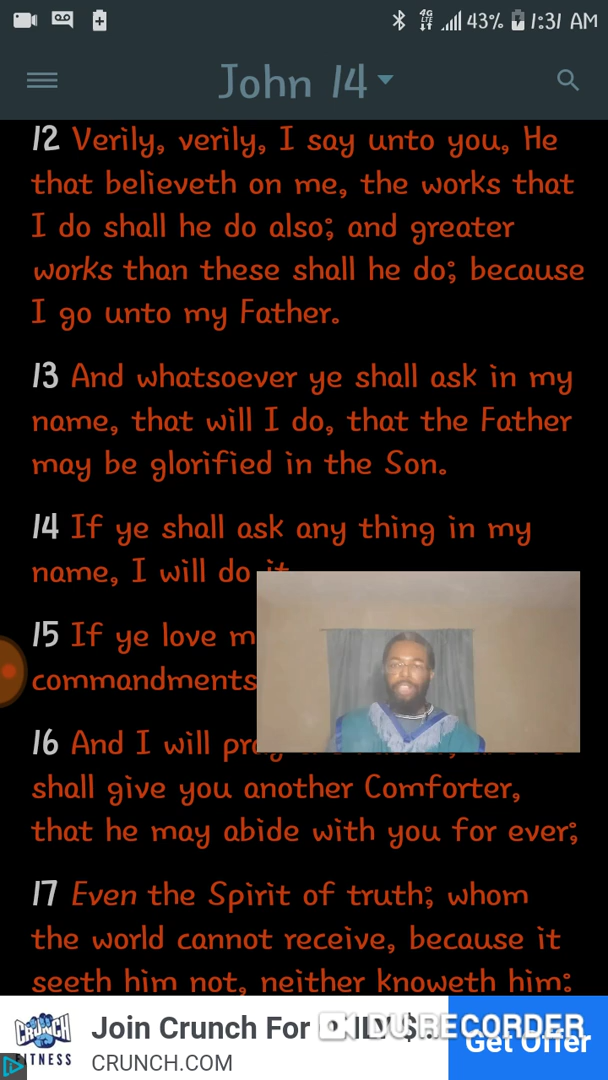 4G LTE 43% 1:31 AM
John 14
12 Verily, verily, I say unto you, He
that believeth on me, the works that
I do shall he do also; and greater
works than these shall he do; because
I go unto my Father.
13 And whatsoever ye shall ask in my
name, that will I do, that the Father
may be glorified in the Son.
14 If ye shall ask any thing in my
name, I will do it
15 If ye love m
commandments
16 And I will pra
shall give you another Comforter,
that he may abide with you for ever;
17 Even the Spirit of truth; whom
the world cannot receive, because it
seeth him not, neither knoweth him:
CRUNCH FITNESS
Join Crunch For $...
DU RECORDER
Get Offer
CRUNCH.COM